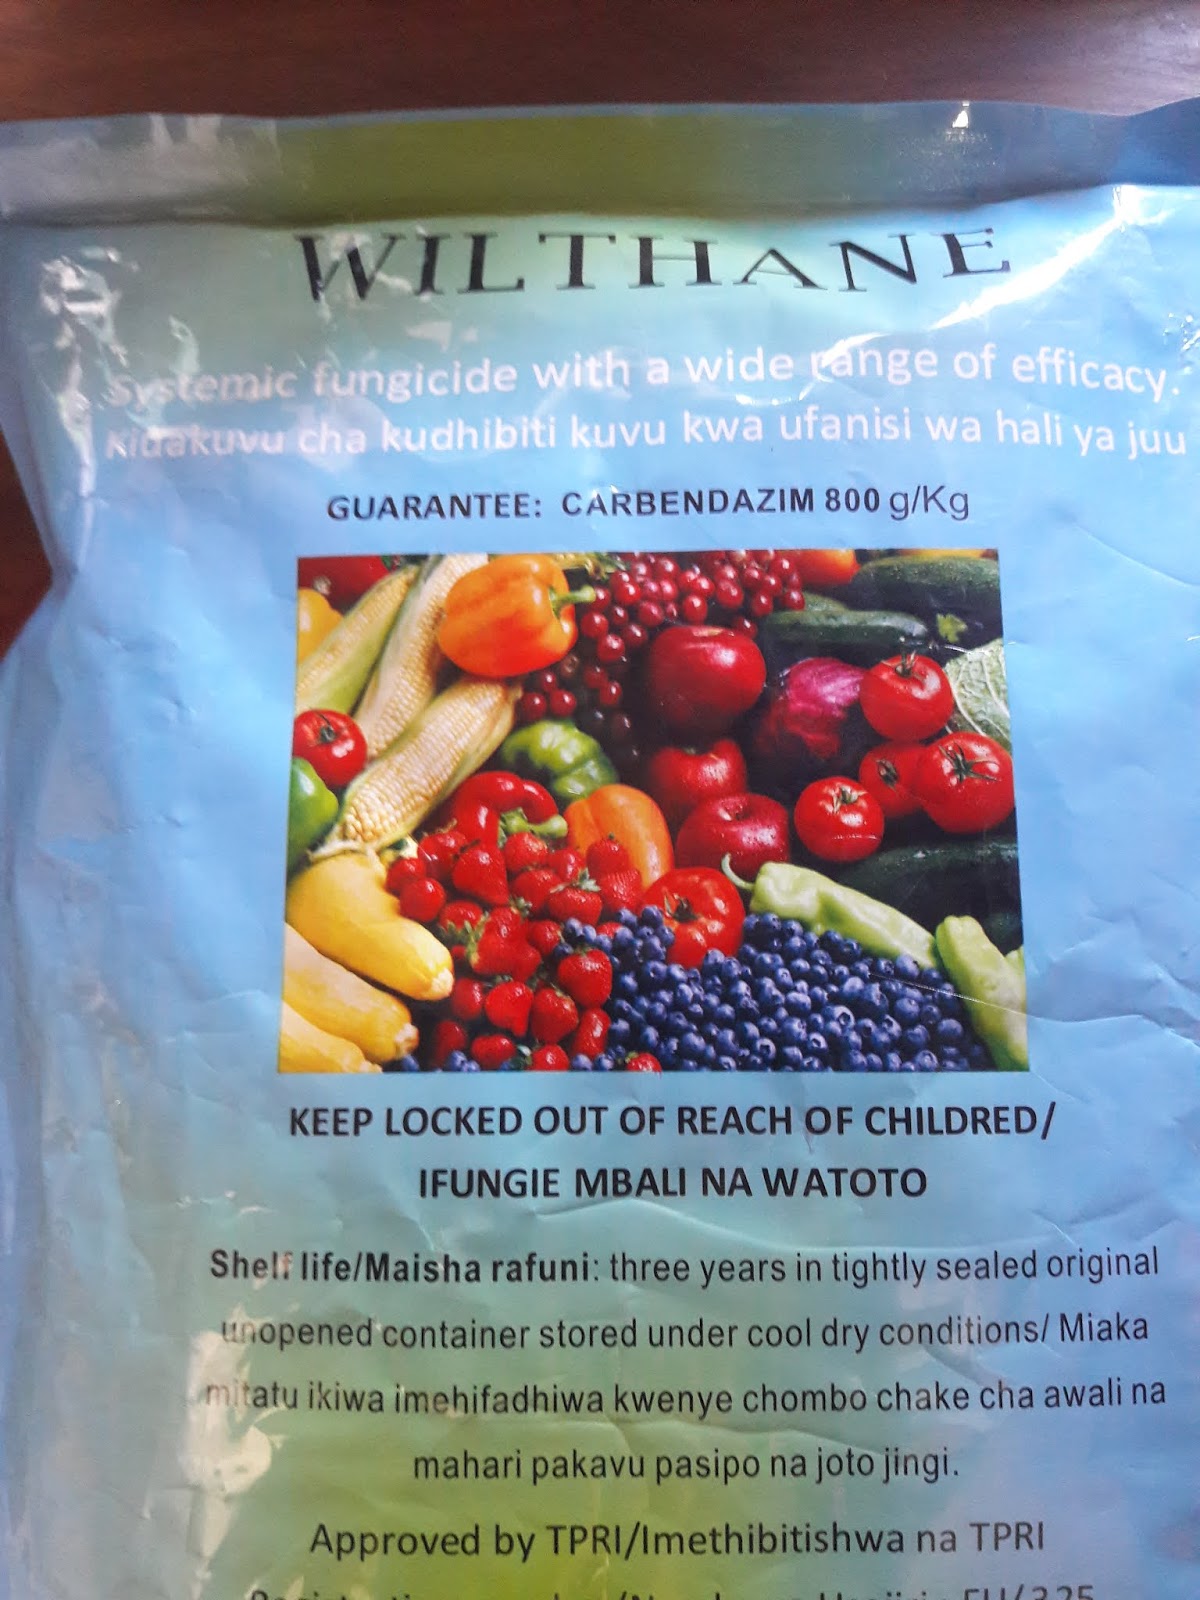 WILTHANE
Systemic fungicide with a wide range of efficacy.
Kidakuvu cha kudhibiti kuvu kwa ufanisi wa hali ya juu
GUARANTEE: CARBENDAZIM 800 g/Kg
KEEP LOCKED OUT OF REACH OF CHILDRED/
IFUNGIE MBALI NA WATOTO
Shelf life/Maisha rafuni: three years in tightly sealed original
unopened container stored under cool dry conditions/ Miaka
mitatu ikiwa imehifadhiwa kwenye chombo chake cha awali na
mahari pakavu pasipo na joto jingi.
Approved by TPRI/Imethibitishwa na TPRI